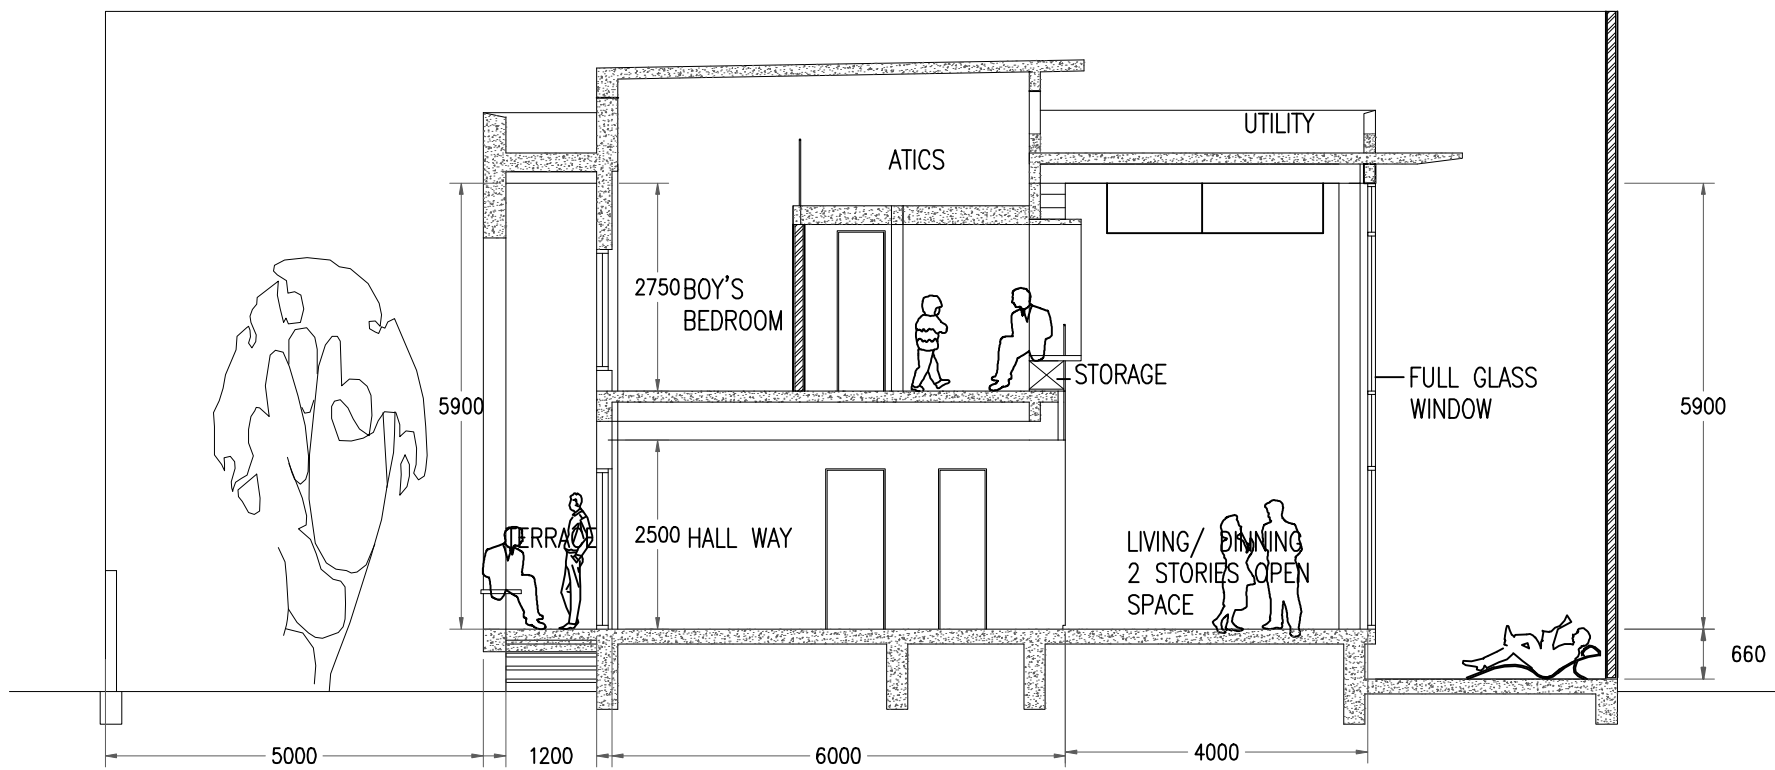 UTILITY
ATICS
2750
BOY'S
BEDROOM
STORAGE
FULL GLASS
WINDOW
5900
5900
TERRACE
2500
HALL WAY
LIVING/ DINNING
2 STORIES OPEN
SPACE
660
5000
1200
6000
4000